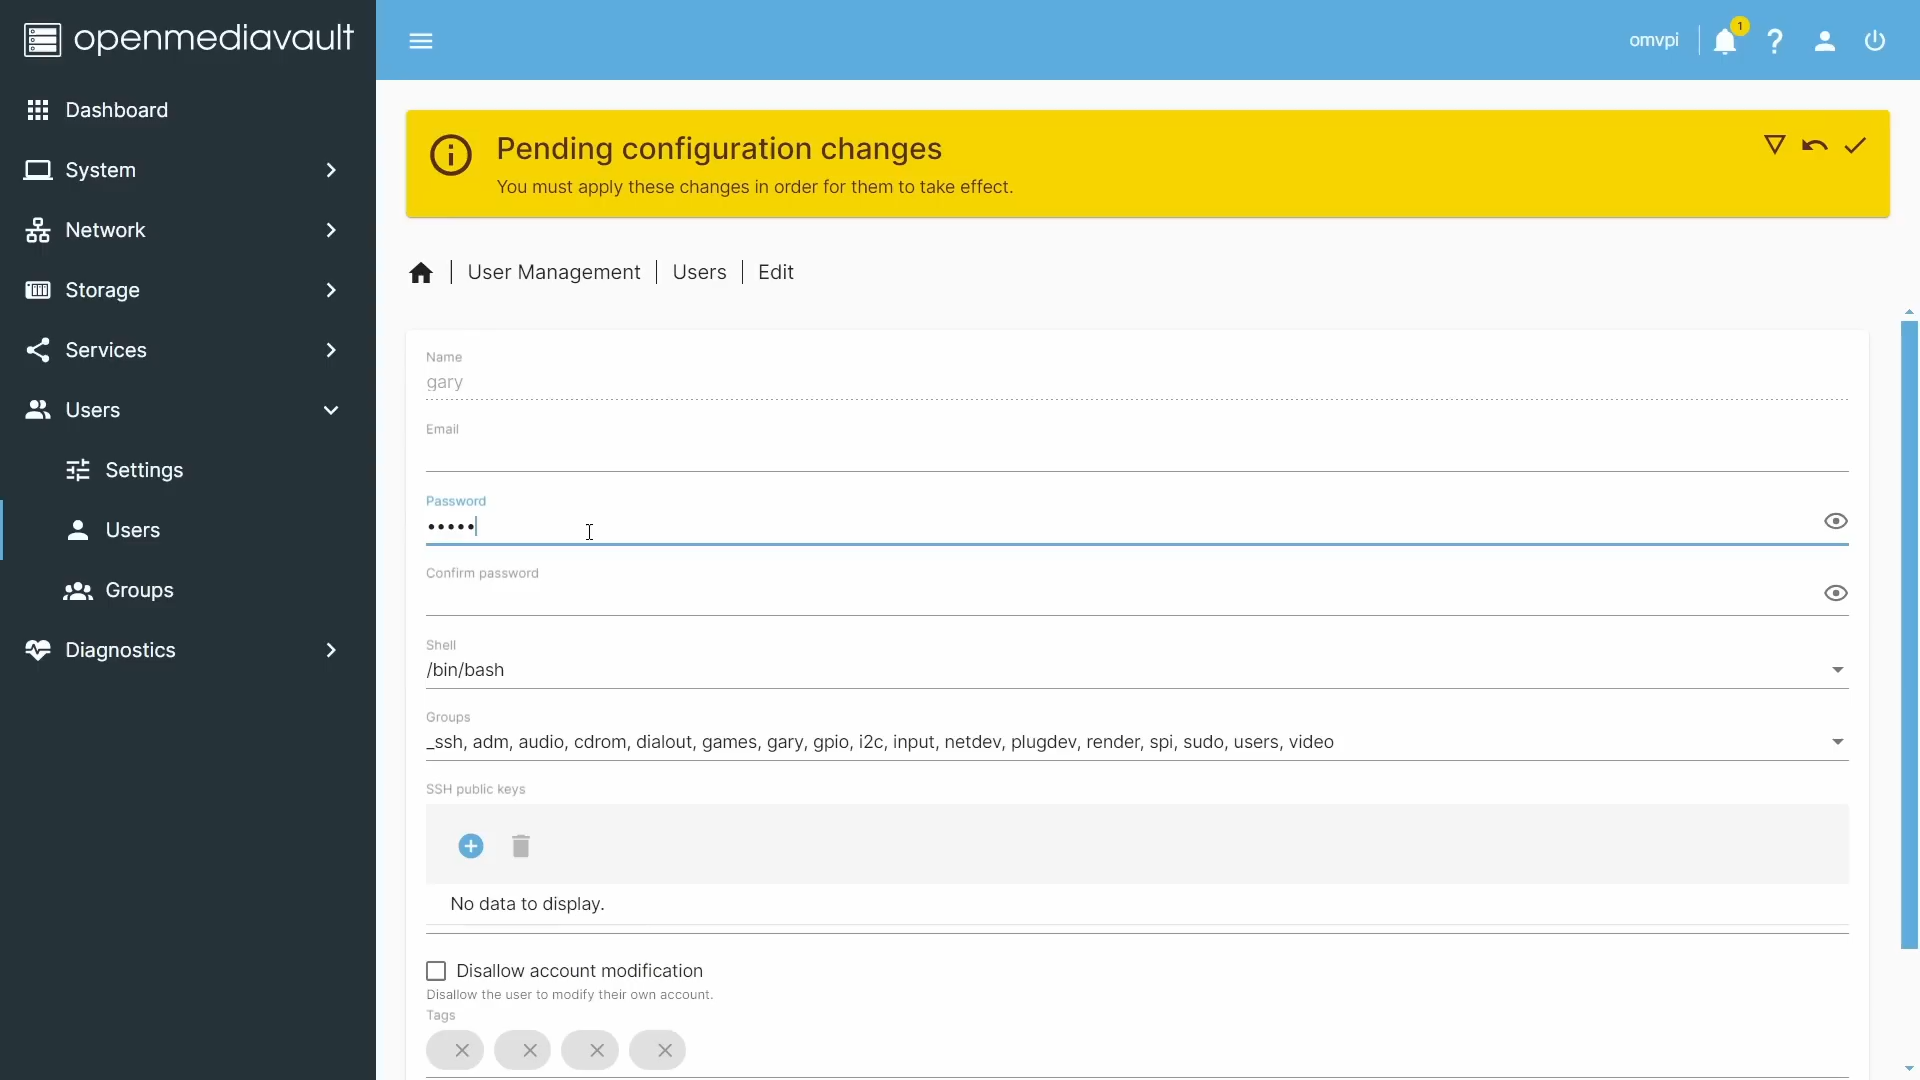 openmediavault
omvpi
1
?
Dashboard
System
Network
Storage
Services
Users
Settings
Users
Groups
Diagnostics
Pending configuration changes
You must apply these changes in order for them to take effect.
User Management | Users | Edit
Name
gary
Email
Password
•••••
Confirm password
Shell
/bin/bash
Groups
_ssh, adm, audio, cdrom, dialout, games, gary, gpio, i2c, input, netdev, plugdev, render, spi, sudo, users, video
SSH public keys
No data to display.
Disallow account modification
Disallow the user to modify their own account.
Tags